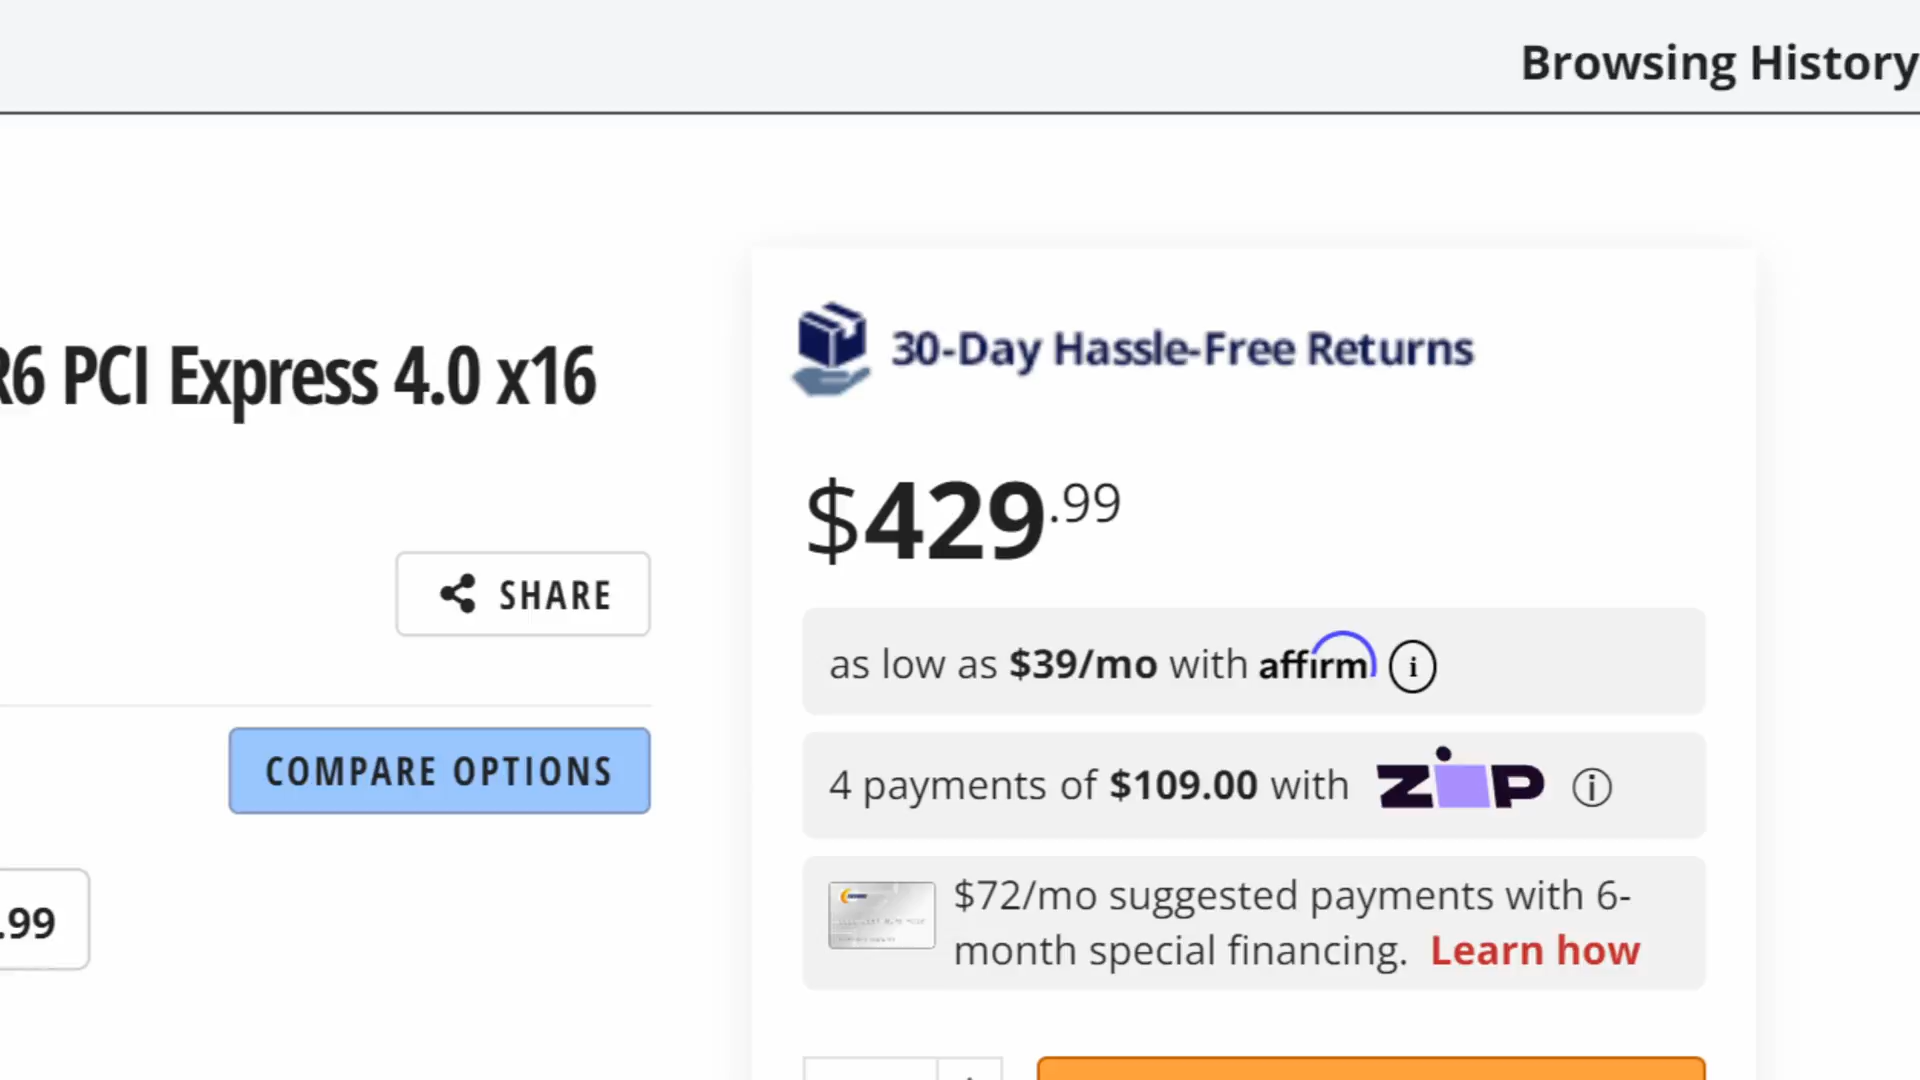 Browsing History
R6 PCI Express 4.0 x16
30-Day Hassle-Free Returns
$429.99
SHARE
as low as $39/mo with affirm i
COMPARE OPTIONS
4 payments of $109.00 with zip i
.99
$72/mo suggested payments with 6-
month special financing. Learn how